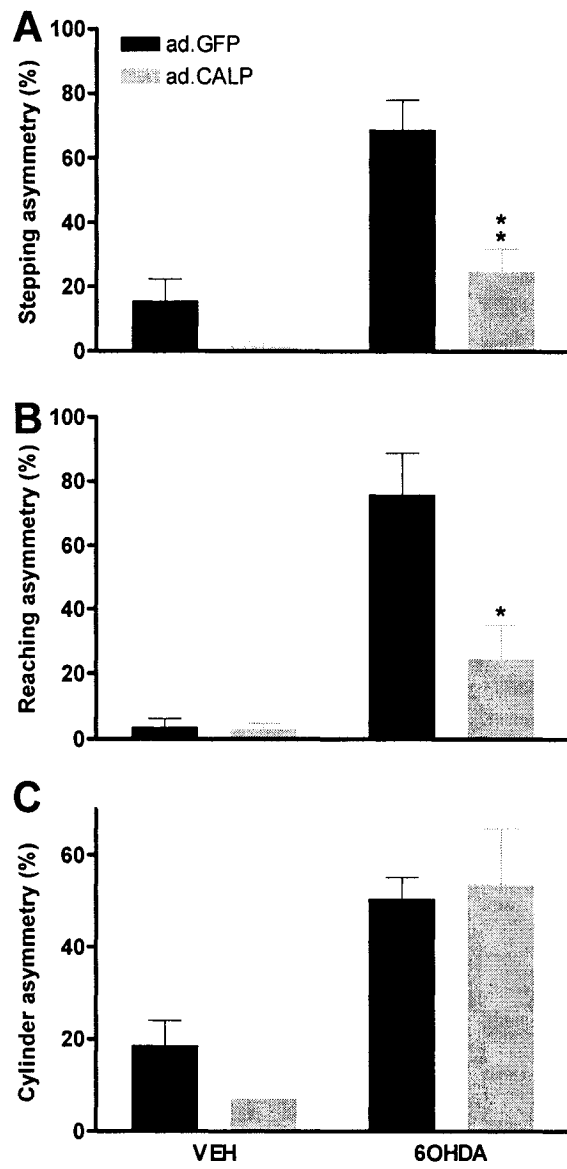 A
100
80
60
40
20
0
Stepping asymmetry (%)
ad.GFP
ad.CALP
*
*
B
100
80
60
40
20
0
Reaching asymmetry (%)
*
C
60
40
20
0
Cylinder asymmetry (%)
VEH 6OHDA